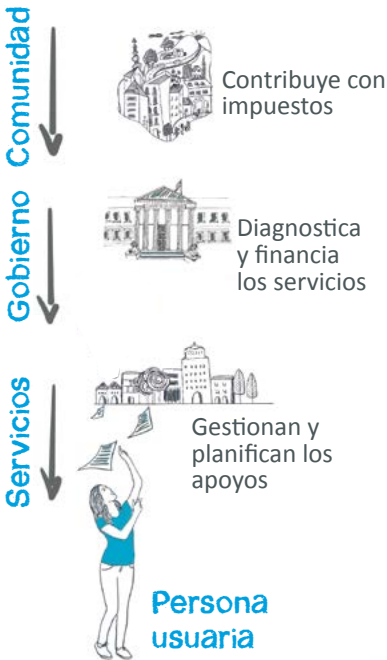 Comunidad
Contribuye con
impuestos
Gobierno
Diagnostica
y financia
los servicios
Servicios
Gestionan y
planifican los
apoyos
Persona
usuaria